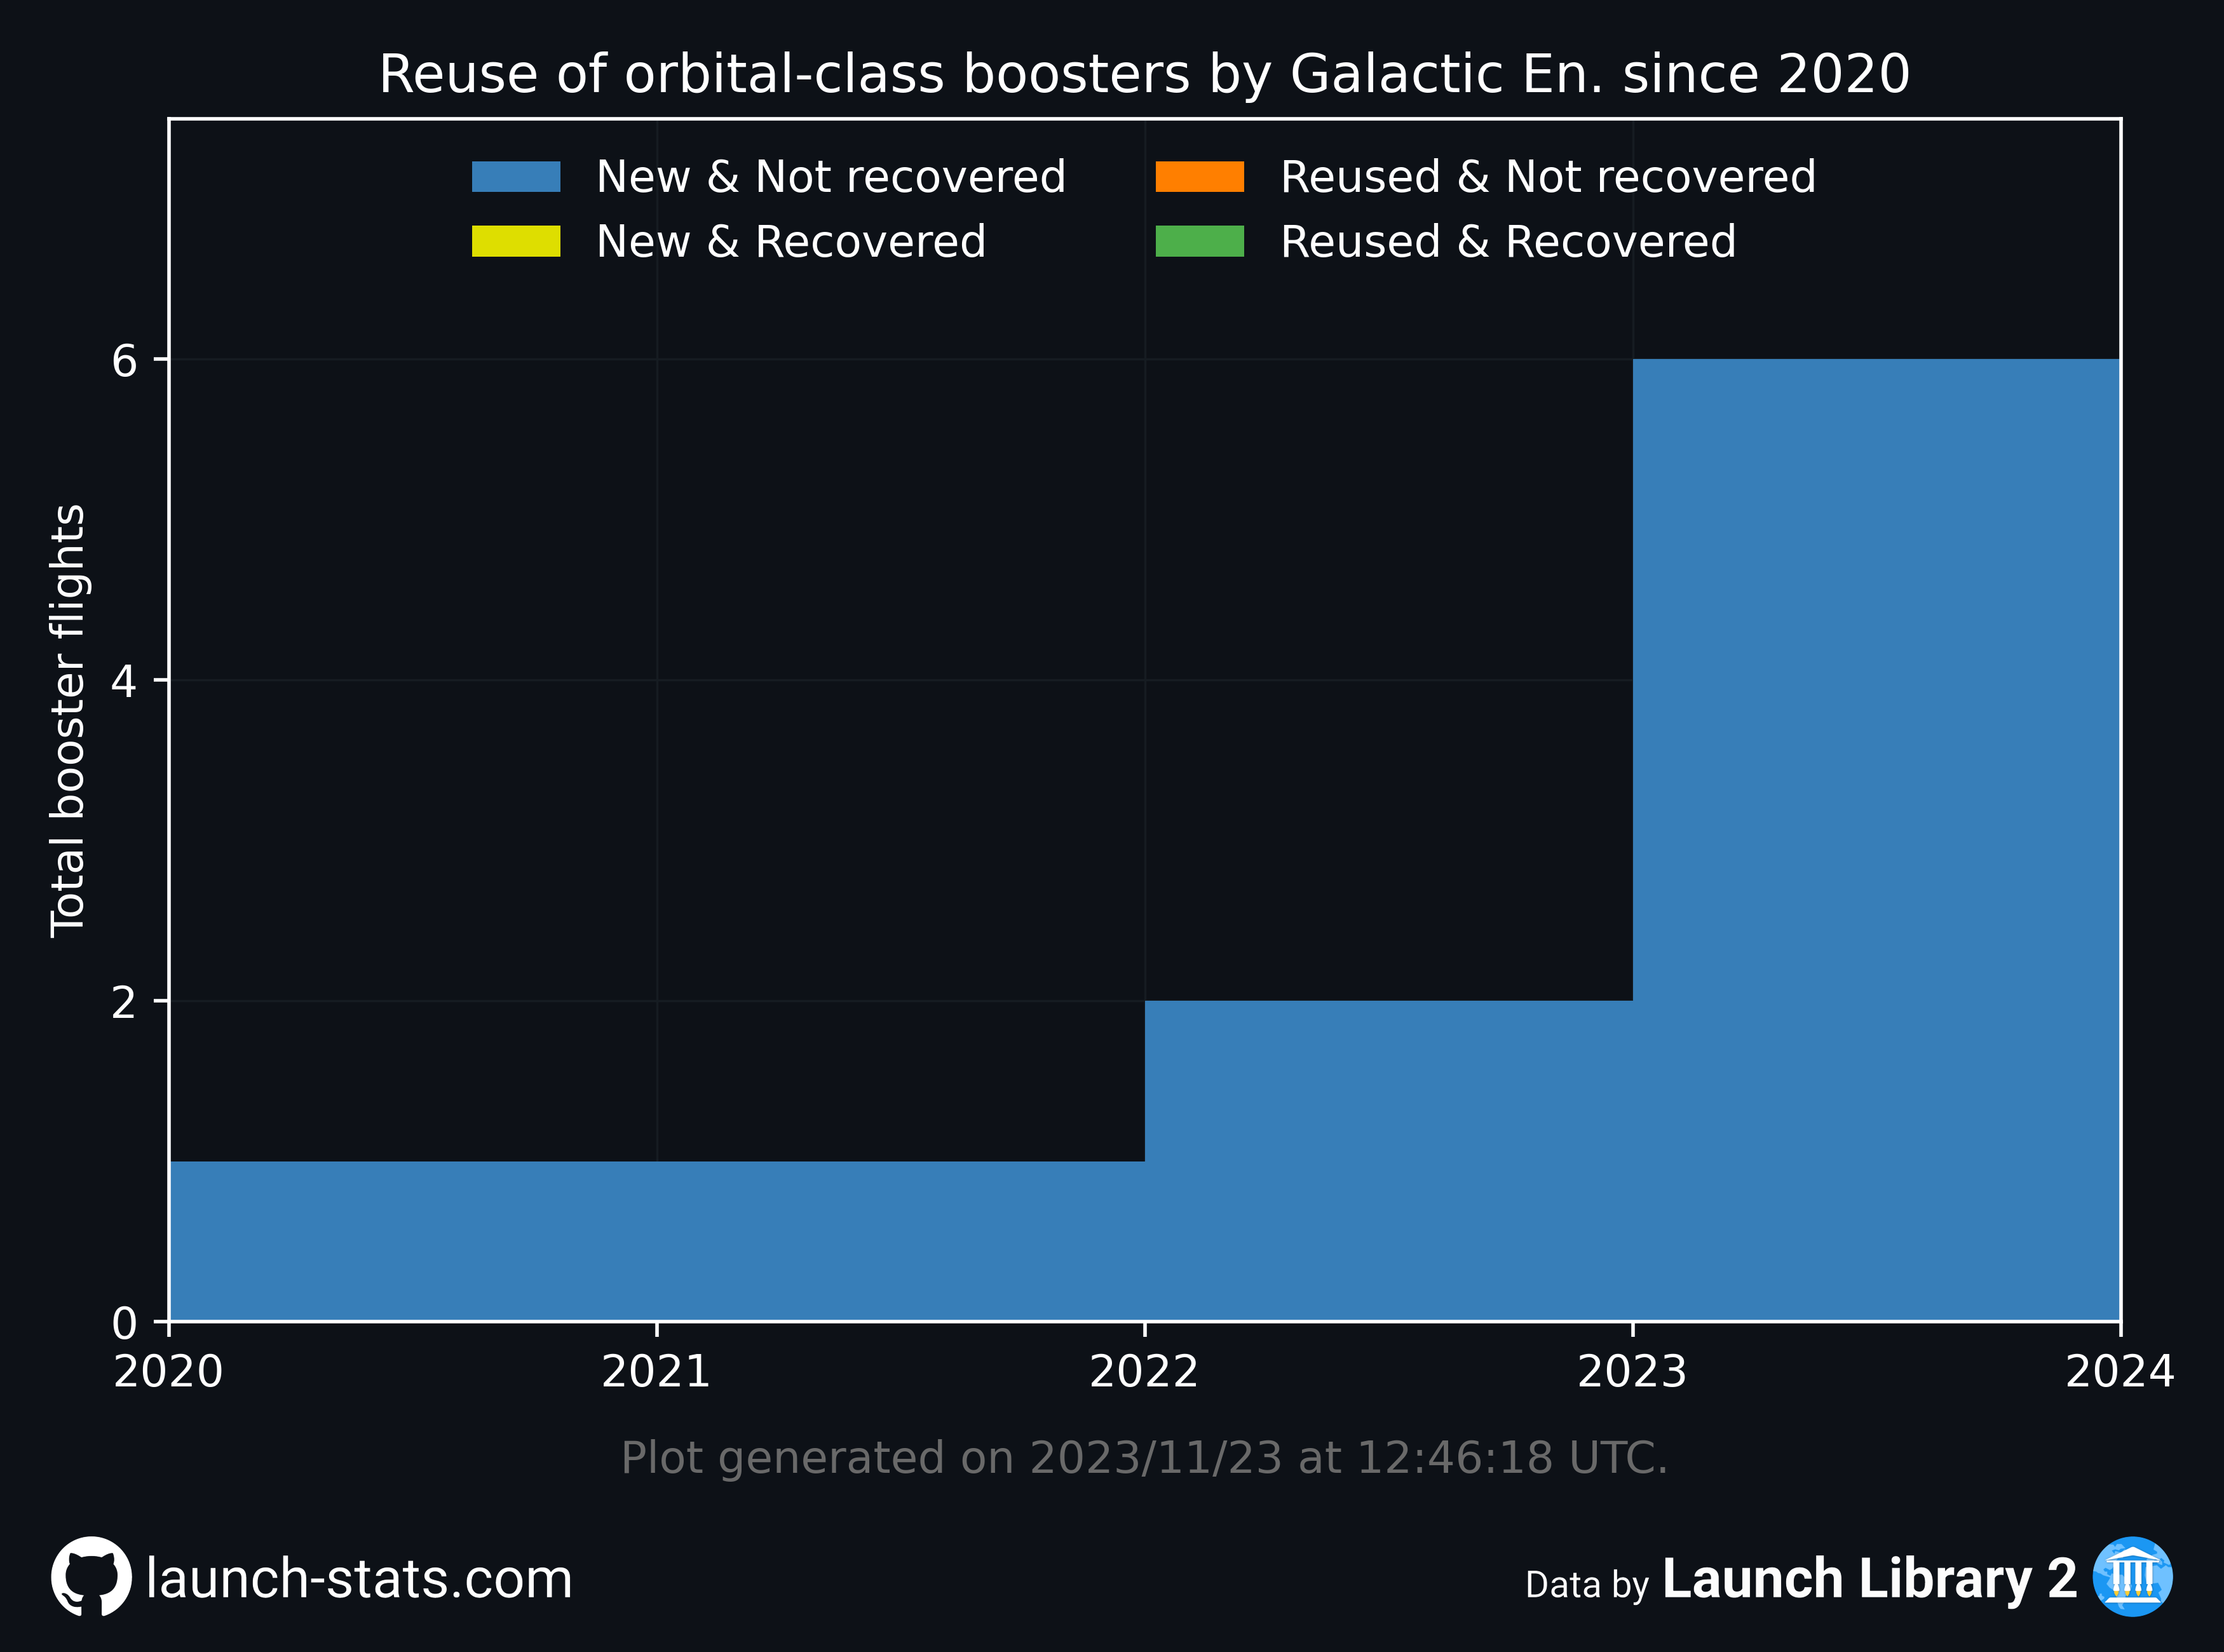 Reuse of orbital-class boosters by Galactic En. since 2020
New & Not recovered
New & Recovered
Reused & Not recovered
Reused & Recovered
Total booster flights
6
4
2
0
2020 2021 2022 2023 2024
Plot generated on 2023/11/23 at 12:46:18 UTC.
launch-stats.com
Data by Launch Library 2